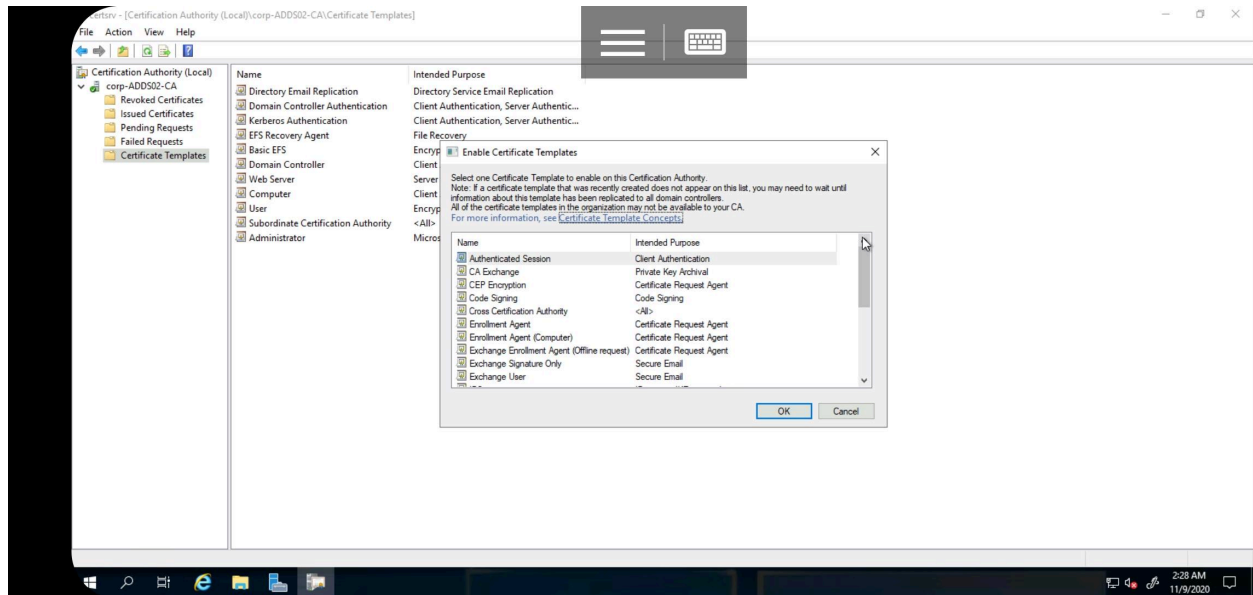 certsrv - [Certification Authority (Local)\corp-ADDS02-CA\Certificate Templates]
File Action View Help
Certification Authority (Local)
corp-ADDS02-CA
Revoked Certificates
Issued Certificates
Pending Requests
Failed Requests
Certificate Templates
Name Intended Purpose
Directory Email Replication Directory Service Email Replication
Domain Controller Authentication Client Authentication, Server Authentic...
Kerberos Authentication Client Authentication, Server Authentic...
EFS Recovery Agent File Recovery
Basic EFS Encryp
Domain Controller Client
Web Server Server
Computer Client
User Encryp
Subordinate Certification Authority <All>
Administrator Micros
Enable Certificate Templates
Select one Certificate Template to enable on this Certification Authority.
Note: If a certificate template that was recently created does not appear on this list, you may need to wait until
information about this template has been replicated to all domain controllers.
All of the certificate templates in the organization may not be available to your CA.
For more information, see Certificate Template Concepts.
Name Intended Purpose
Authenticated Session Client Authentication
CA Exchange Private Key Archival
CEP Encryption Certificate Request Agent
Code Signing Code Signing
Cross Certification Authority <All>
Enrollment Agent Certificate Request Agent
Enrollment Agent (Computer) Certificate Request Agent
Exchange Enrollment Agent (Offline request) Certificate Request Agent
Exchange Signature Only Secure Email
Exchange User Secure Email
OK Cancel
2:28 AM
11/9/2020